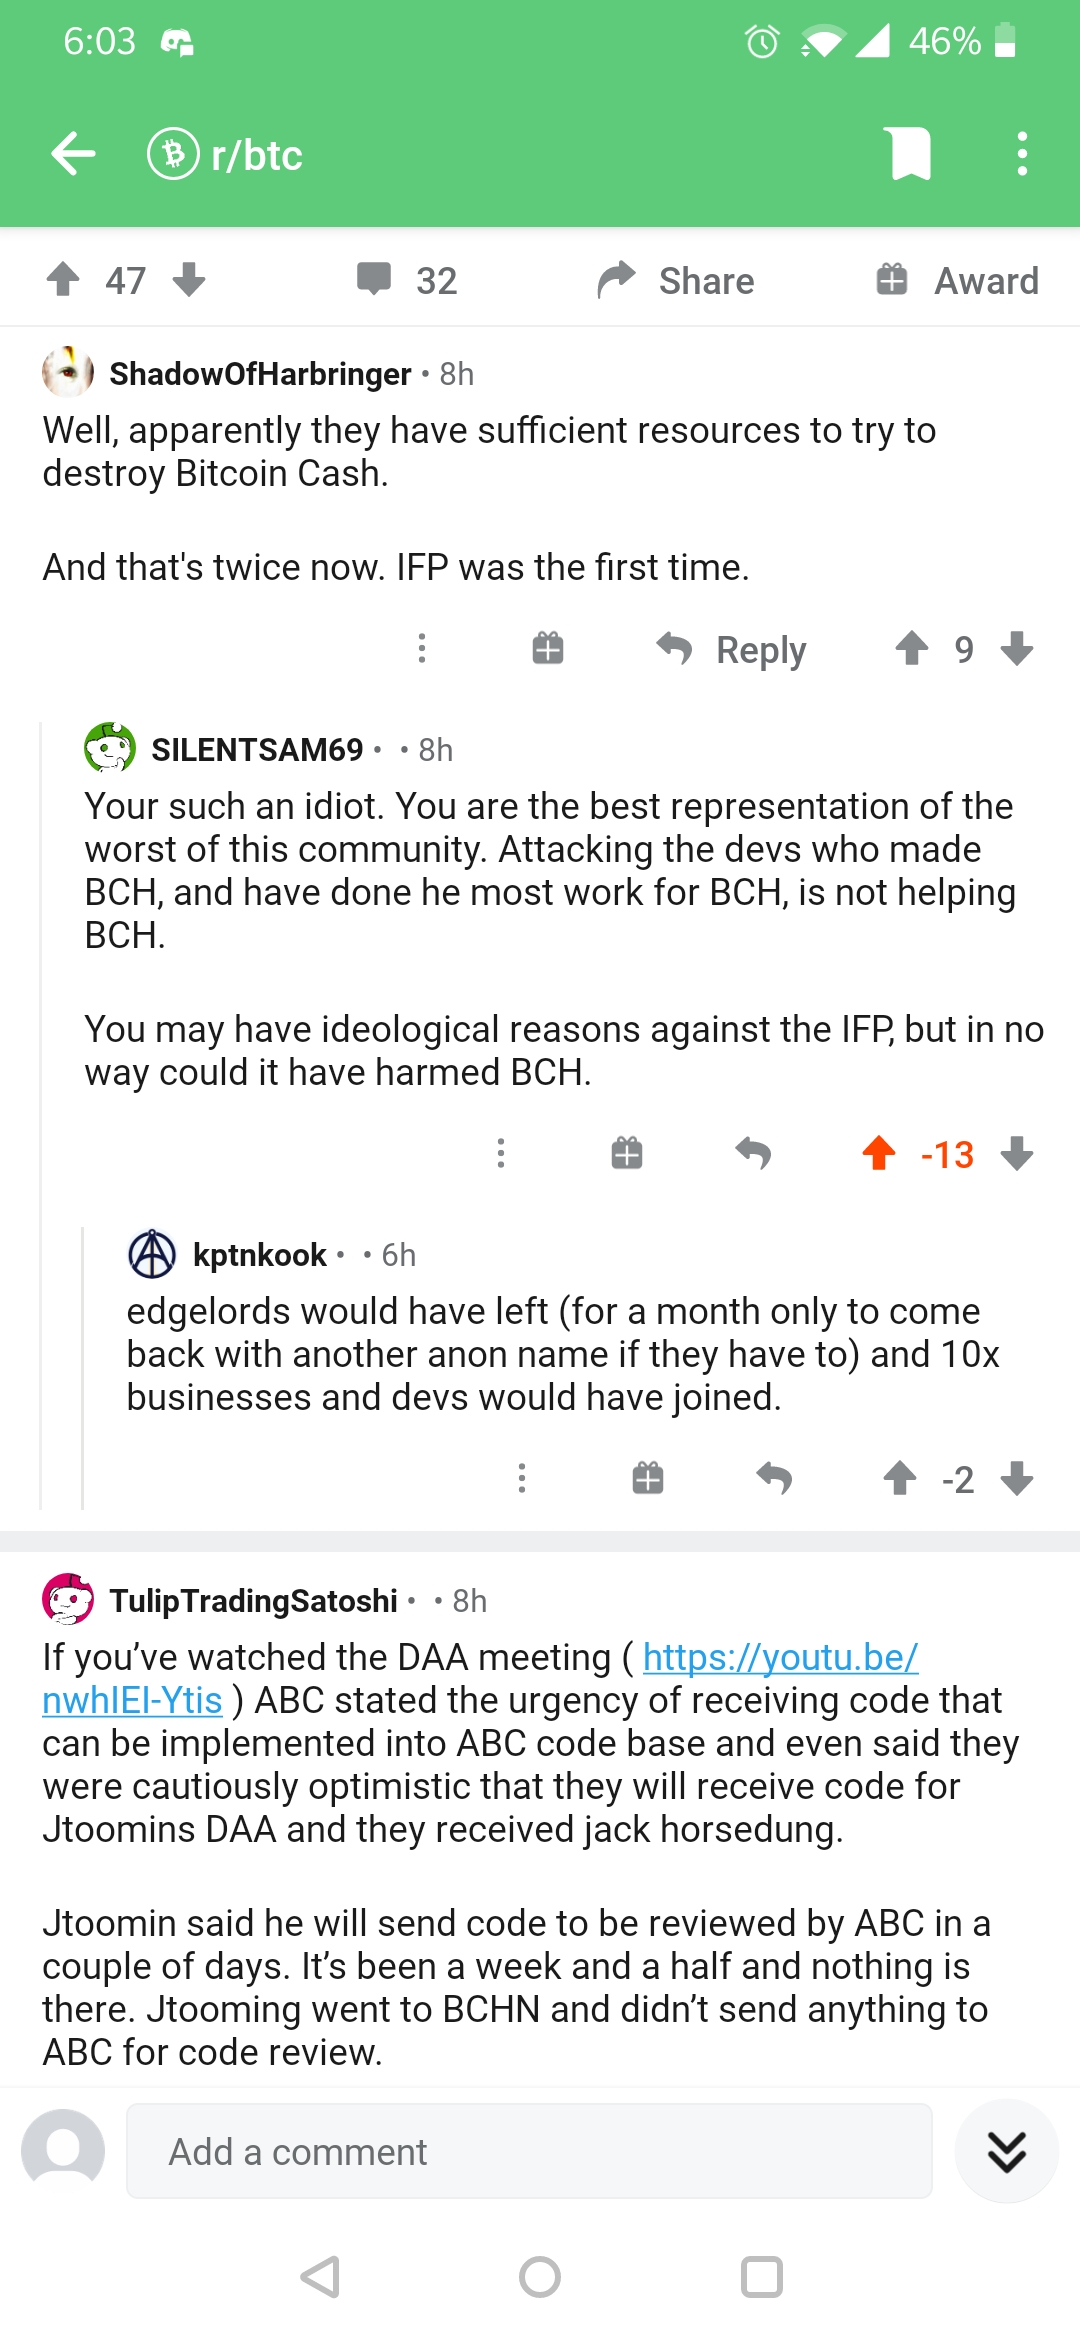 6:03
46%
r/btc
47
32
Share
Award
ShadowOfHarbringer • 8h
Well, apparently they have sufficient resources to try to
destroy Bitcoin Cash.
And that's twice now. IFP was the first time.
Reply
9
SILENTSAM69 • • 8h
Your such an idiot. You are the best representation of the
worst of this community. Attacking the devs who made
BCH, and have done he most work for BCH, is not helping
BCH.
You may have ideological reasons against the IFP, but in no
way could it have harmed BCH.
-13
kptnkook • • 6h
edgelords would have left (for a month only to come
back with another anon name if they have to) and 10x
businesses and devs would have joined.
-2
TulipTradingSatoshi • • 8h
If you’ve watched the DAA meeting ( https://youtu.be/
nwhIEI-Ytis ) ABC stated the urgency of receiving code that
can be implemented into ABC code base and even said they
were cautiously optimistic that they will receive code for
Jtoomins DAA and they received jack horsedung.
Jtoomin said he will send code to be reviewed by ABC in a
couple of days. It’s been a week and a half and nothing is
there. Jtooming went to BCHN and didn’t send anything to
ABC for code review.
Add a comment